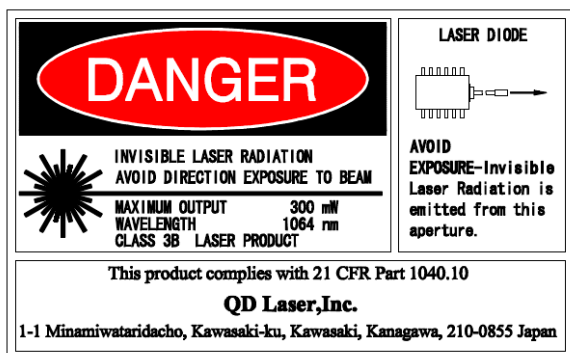 DANGER
INVISIBLE LASER RADIATION
AVOID DIRECTION EXPOSURE TO BEAM
MAXIMUM OUTPUT 300 mW
WAVELENGTH 1064 nm
CLASS 3B LASER PRODUCT
LASER DIODE
AVOID
EXPOSURE-Invisible
Laser Radiation is
emitted from this
aperture.
This product complies with 21 CFR Part 1040.10
QD Laser,Inc.
1-1 Minamiwataridacho, Kawasaki-ku, Kawasaki, Kanagawa, 210-0855 Japan